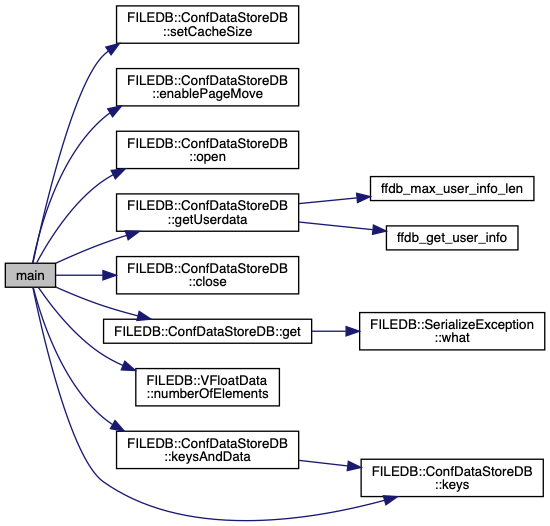 FILEDB::ConfDataStoreDB
::setCacheSize
FILEDB::ConfDataStoreDB
::enablePageMove
FILEDB::ConfDataStoreDB
::open
FILEDB::ConfDataStoreDB
::getUserdata
ffdb_max_user_info_len
ffdb_get_user_info
main
FILEDB::ConfDataStoreDB
::close
FILEDB::ConfDataStoreDB::get
FILEDB::SerializeException
::what
FILEDB::VFloatData
::numberOfElements
FILEDB::ConfDataStoreDB
::keysAndData
FILEDB::ConfDataStoreDB
::keys